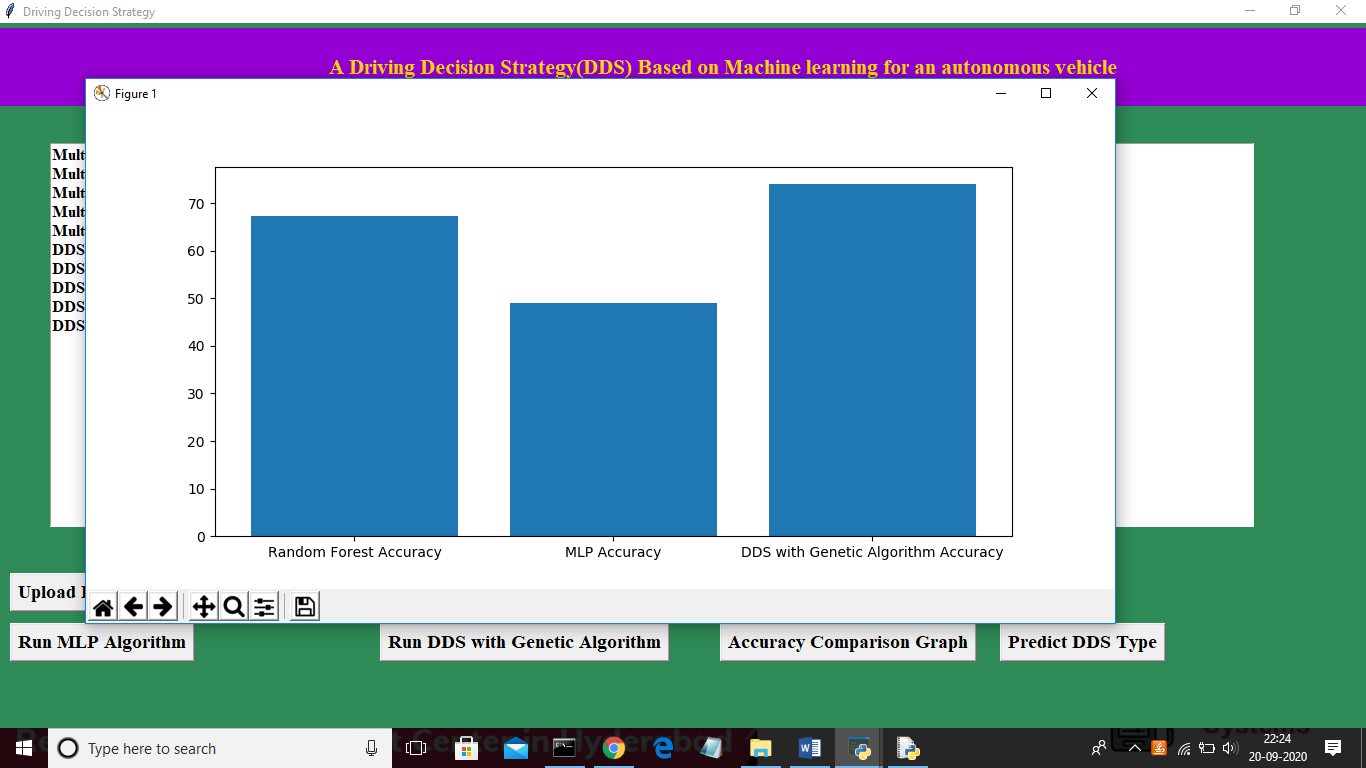 Driving Decision Strategy
A Driving Decision Strategy(DDS) Based on Machine learning for an autonomous vehicle
Figure 1
Mult
Mult
Mult
Mult
Mult
DDS
DDS
DDS
DDS
DDS
70
60
50
40
30
20
10
0
Random Forest Accuracy
MLP Accuracy
DDS with Genetic Algorithm Accuracy
Upload
Run MLP Algorithm
Run DDS with Genetic Algorithm
Accuracy Comparison Graph
Predict DDS Type
Type here to search
22:24
20-09-2020